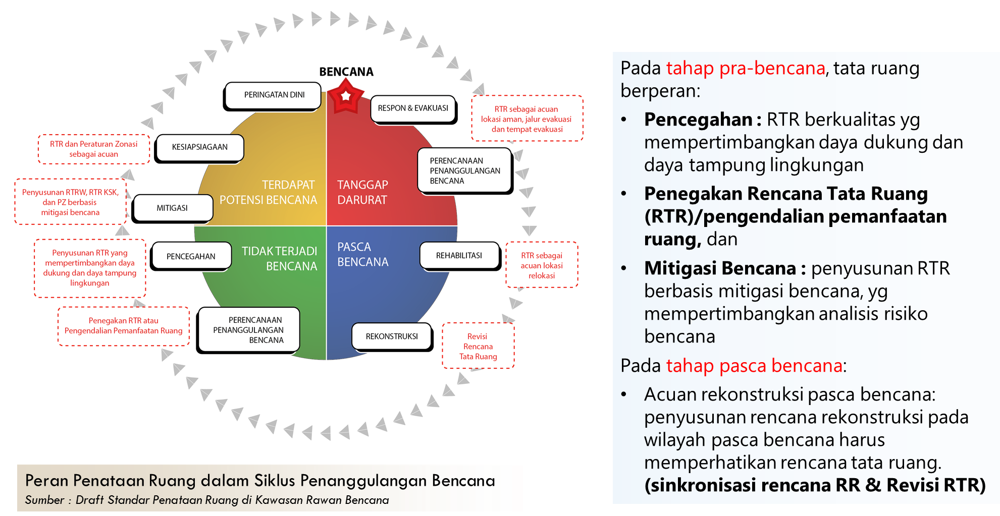 BENCANA
PERINGATAN DINI
RESPON & EVAKUASI
RTR sebagai acuan
lokasi aman, jalur evakuasi
dan tempat evakuasi
RTR dan Peraturan Zonasi
sebagai acuan
KESIAPSIAGAAN
PERENCANAAN
PENANGGULANGAN
BENCANA
TERDAPAT
POTENSI BENCANA
TANGGAP
DARURAT
Penyusunan RTRW, RTR KSK,
dan PZ berbasis
mitigasi bencana
MITIGASI
Penyusunan RTR yang
mempertimbangkan daya
dukung dan daya tampung
lingkungan
PENCEGAHAN
TIDAK TERJADI
BENCANA
PASCA
BENCANA
REHABILITASI
RTR sebagai
acuan lokasi
relokasi
Penegakan RTR atau
Pengendalian Pemanfaatan Ruang
PERENCANAAN
PENANGGULANGAN
BENCANA
REKONSTRUKSI
Revisi
Rencana
Tata Ruang
Peran Penataan Ruang dalam Siklus Penanggulangan Bencana
Sumber : Draft Standar Penataan Ruang di Kawasan Rawan Bencana
Pada tahap pra-bencana, tata ruang
berperan:
• Pencegahan : RTR berkualitas yg
mempertimbangkan daya dukung dan
daya tampung lingkungan
• Penegakan Rencana Tata Ruang
(RTR)/pengendalian pemanfaatan
ruang, dan
• Mitigasi Bencana : penyusunan RTR
berbasis mitigasi bencana, yg
mempertimbangkan analisis risiko
bencana
Pada tahap pasca bencana:
• Acuan rekonstruksi pasca bencana:
penyusunan rencana rekonstruksi pada
wilayah pasca bencana harus
memperhatikan rencana tata ruang.
(sinkronisasi rencana RR & Revisi RTR)